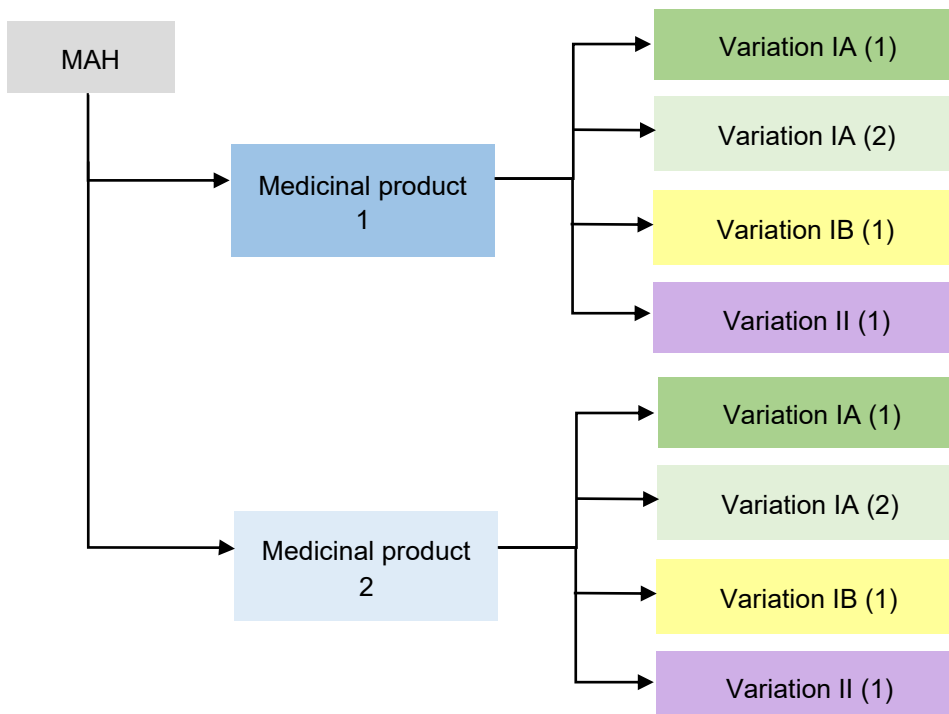 MAH
Medicinal product
1
Variation IA (1)
Variation IA (2)
Variation IB (1)
Variation II (1)
Medicinal product
2
Variation IA (1)
Variation IA (2)
Variation IB (1)
Variation II (1)